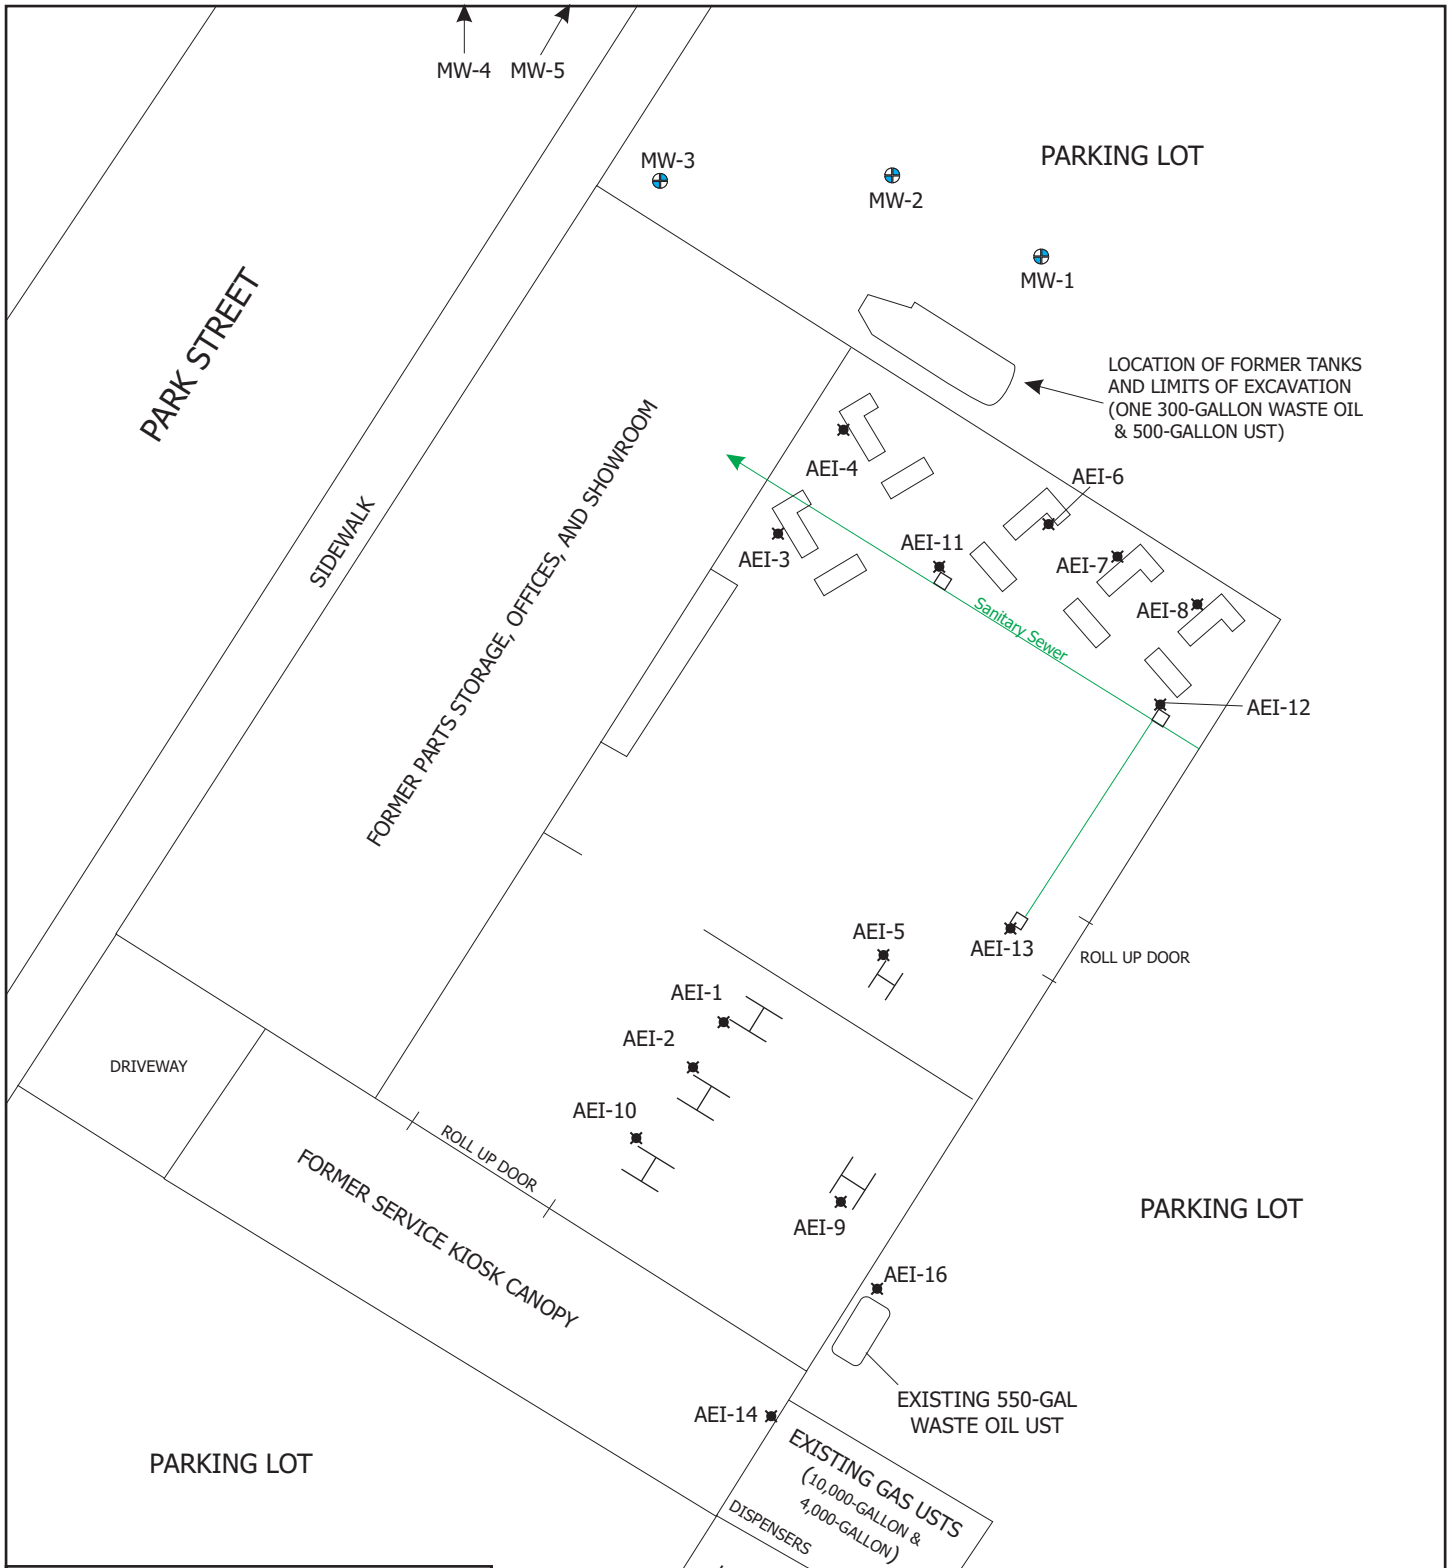 MW-4
MW-5
PARKING LOT
MW-3
MW-2
MW-1
PARK STREET
LOCATION OF FORMER TANKS
AND LIMITS OF EXCAVATION
(ONE 300-GALLON WASTE OIL
& 500-GALLON UST)
SIDEWALK
FORMER PARTS STORAGE, OFFICES, AND SHOWROOM
AEI-4
AEI-6
AEI-3
AEI-11
AEI-7
AEI-8
Sanitary Sewer
AEI-12
AEI-5
AEI-13
ROLL UP DOOR
AEI-1
AEI-2
DRIVEWAY
AEI-10
ROLL UP DOOR
FORMER SERVICE KIOSK CANOPY
AEI-9
PARKING LOT
AEI-16
EXISTING 550-GAL
WASTE OIL UST
AEI-14
PARKING LOT
EXISTING GAS USTS
(10,000-GALLON &
4,000-GALLON)
DISPENSERS